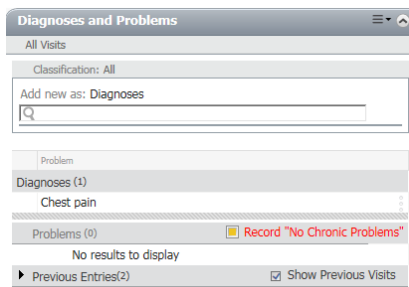 Diagnoses and Problems
All Visits
Classification: All
Add new as: Diagnoses
Problem
Diagnoses (1)
Chest pain
Problems (0) Record "No Chronic Problems"
No results to display
Previous Entries(2) Show Previous Visits